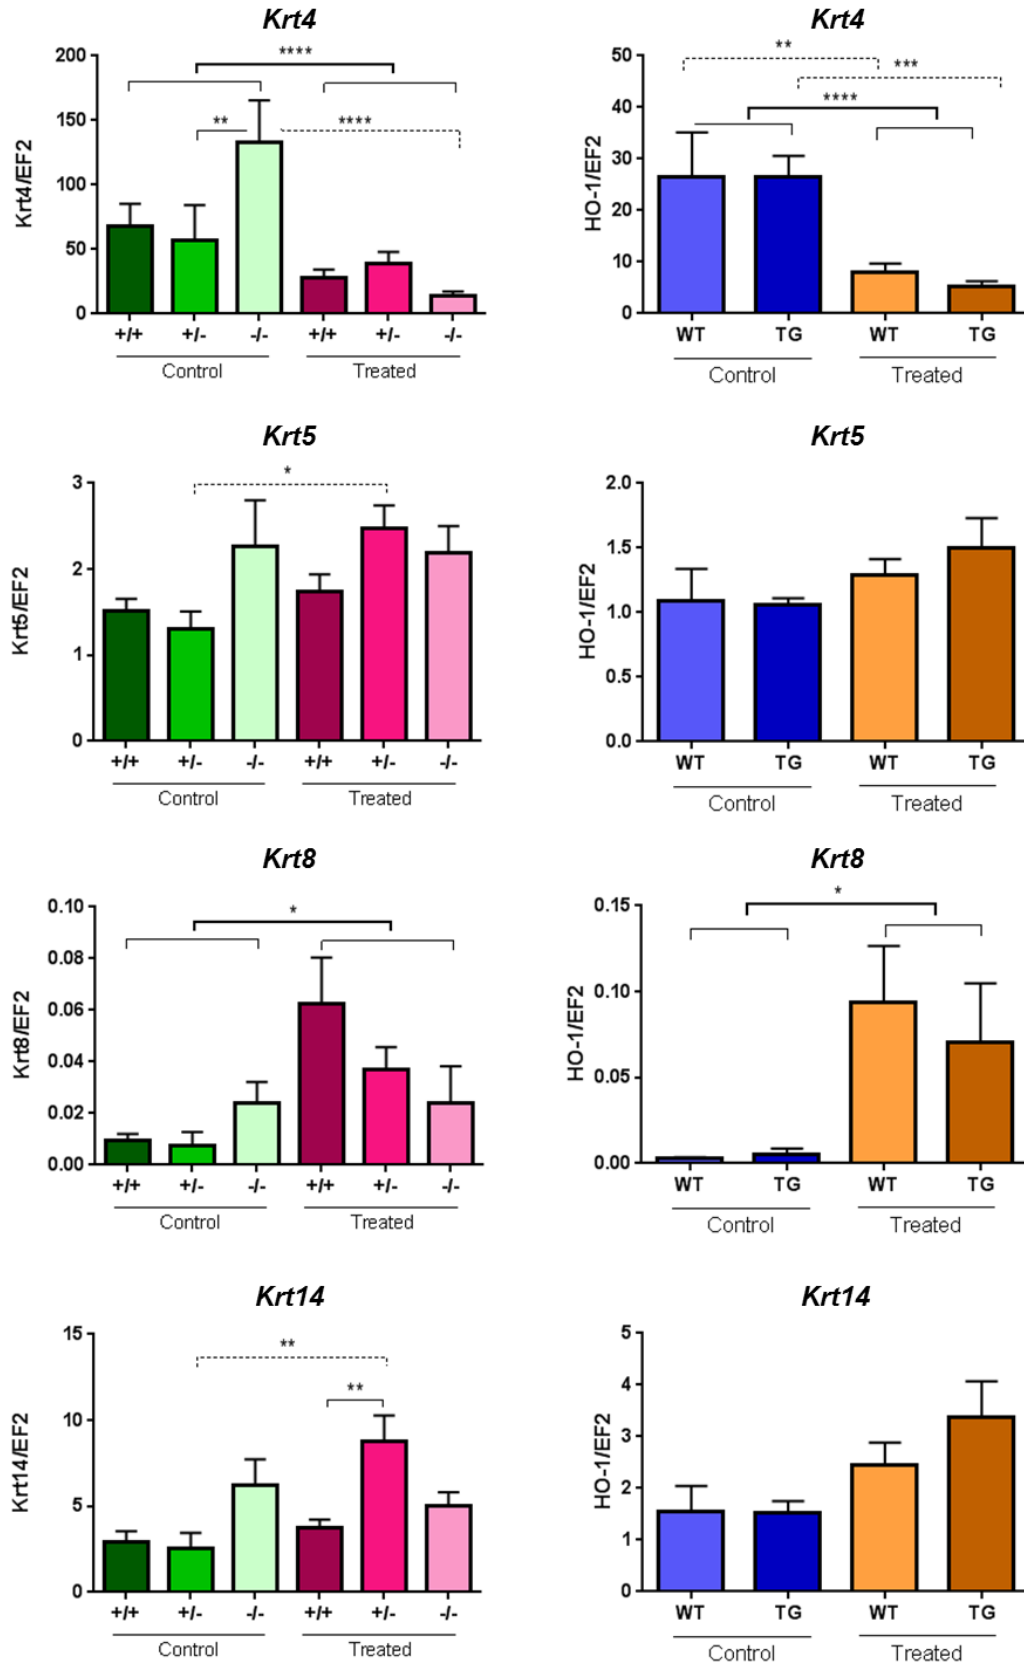 Krt4
Krt4/EF2
200
150
100
50
0
****
**
****
+/+ +/- -/- +/+ +/- -/-
Control Treated
Krt4
HO-1/EF2
50
40
30
20
10
0
**
***
****
WT TG WT TG
Control Treated
Krt5
Krt5/EF2
3
2
1
0
*
+/+ +/- -/- +/+ +/- -/-
Control Treated
Krt5
HO-1/EF2
2.0
1.5
1.0
0.5
0.0
WT TG WT TG
Control Treated
Krt8
Krt8/EF2
0.10
0.08
0.06
0.04
0.02
0.00
*
+/+ +/- -/- +/+ +/- -/-
Control Treated
Krt8
HO-1/EF2
0.15
0.10
0.05
0.00
*
WT TG WT TG
Control Treated
Krt14
Krt14/EF2
15
10
5
0
**
**
+/+ +/- -/- +/+ +/- -/-
Control Treated
Krt14
HO-1/EF2
5
4
3
2
1
0
WT TG WT TG
Control Treated